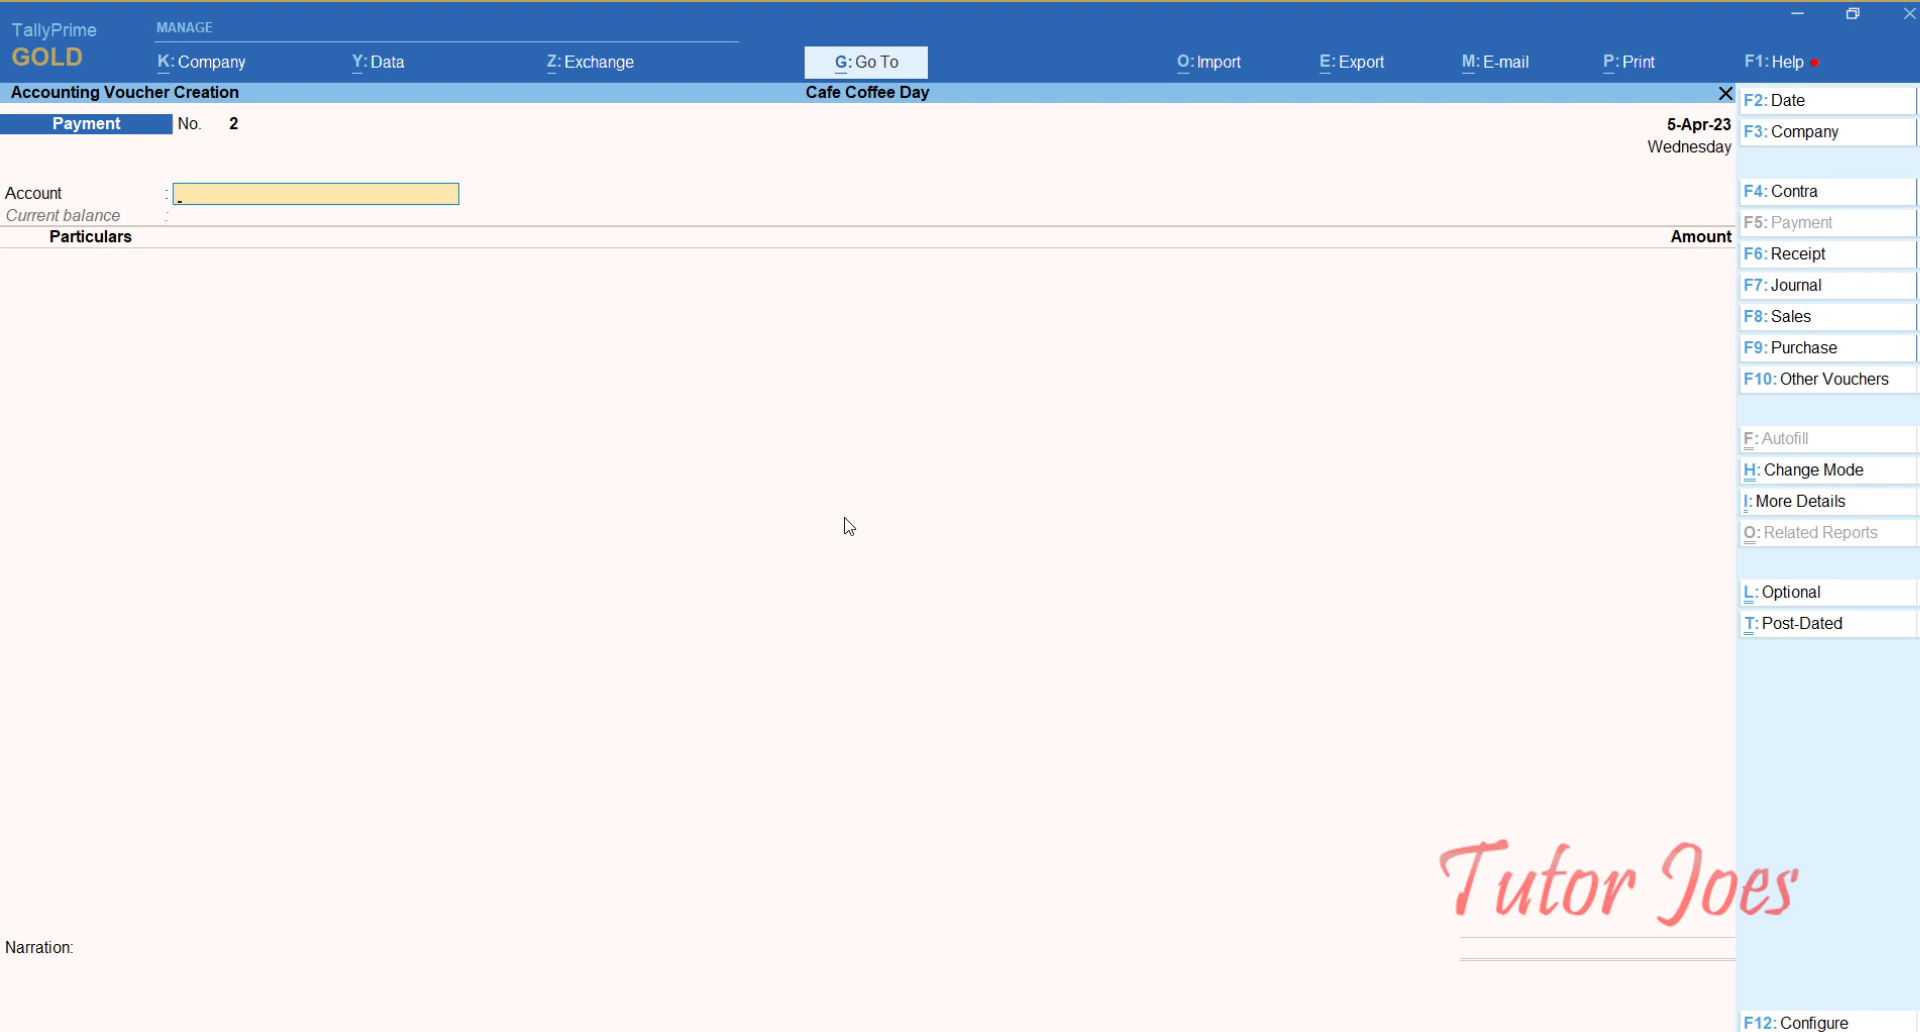 TallyPrime
GOLD
MANAGE
K: Company
Y: Data
Z: Exchange
G: Go To
O: Import
E: Export
M: E-mail
P: Print
F1: Help
Accounting Voucher Creation
Cafe Coffee Day
Payment No. 2
5-Apr-23
Wednesday
Account :
Current balance :
Particulars
Amount
F2: Date
F3: Company
F4: Contra
F5: Payment
F6: Receipt
F7: Journal
F8: Sales
F9: Purchase
F10: Other Vouchers
F: Autofill
H: Change Mode
I: More Details
O: Related Reports
L: Optional
T: Post-Dated
Tutor Joes
Narration:
F12: Configure